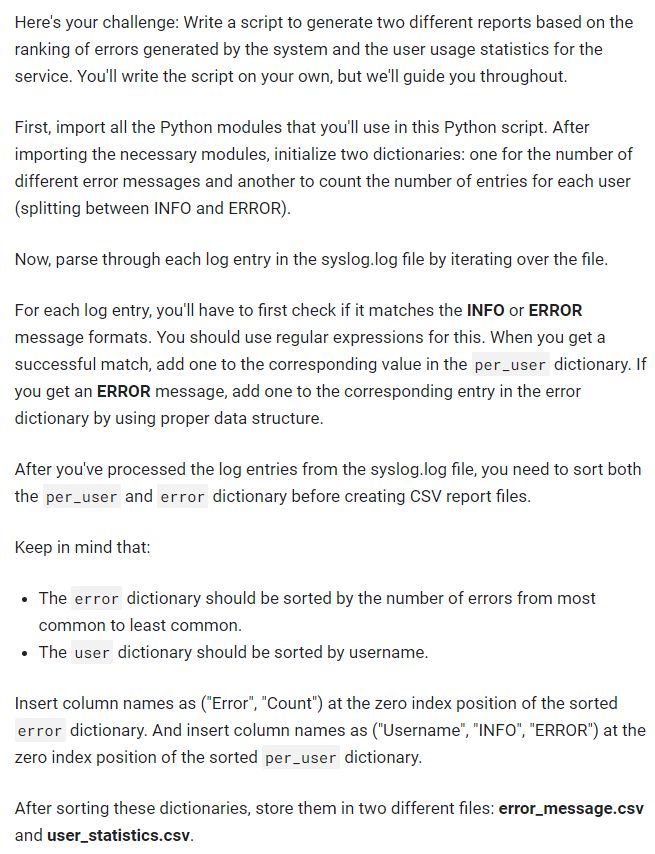 Here's your challenge: Write a script to generate two different reports based on the
ranking of errors generated by the system and the user usage statistics for the
service. You'll write the script on your own, but we'll guide you throughout.
First, import all the Python modules that you'll use in this Python script. After
importing the necessary modules, initialize two dictionaries: one for the number of
different error messages and another to count the number of entries for each user
(splitting between INFO and ERROR).
Now, parse through each log entry in the syslog.log file by iterating over the file.
For each log entry, you'll have to first check if it matches the INFO or ERROR
message formats. You should use regular expressions for this. When you get a
successful match, add one to the corresponding value in the per_user dictionary. If
you get an ERROR message, add one to the corresponding entry in the error
dictionary by using proper data structure.
After you've processed the log entries from the syslog.log file, you need to sort both
the per_user and error dictionary before creating CSV report files.
Keep in mind that:
• The error dictionary should be sorted by the number of errors from most
common to least common.
• The user dictionary should be sorted by username.
Insert column names as ("Error", "Count") at the zero index position of the sorted
error dictionary. And insert column names as ("Username", "INFO", "ERROR") at the
zero index position of the sorted per_user dictionary.
After sorting these dictionaries, store them in two different files: error_message.csv
and user_statistics.csv.